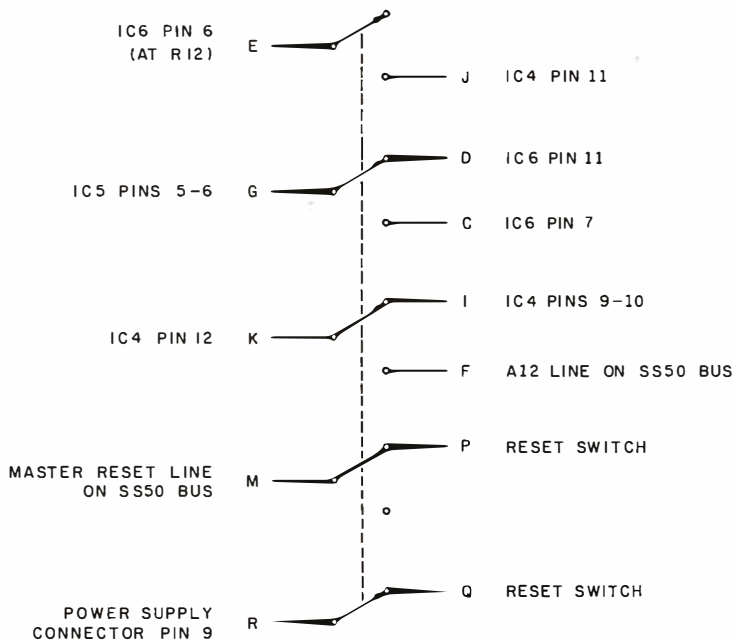 IC6 PIN 6 E
(AT R12)
J IC4 PIN 11
D IC6 PIN 11
IC5 PINS 5-6 G
C IC6 PIN 7
I IC4 PINS 9-10
IC4 PIN 12 K
F A12 LINE ON SS50 BUS
P RESET SWITCH
MASTER RESET LINE M
ON SS50 BUS
Q RESET SWITCH
POWER SUPPLY R
CONNECTOR PIN 9